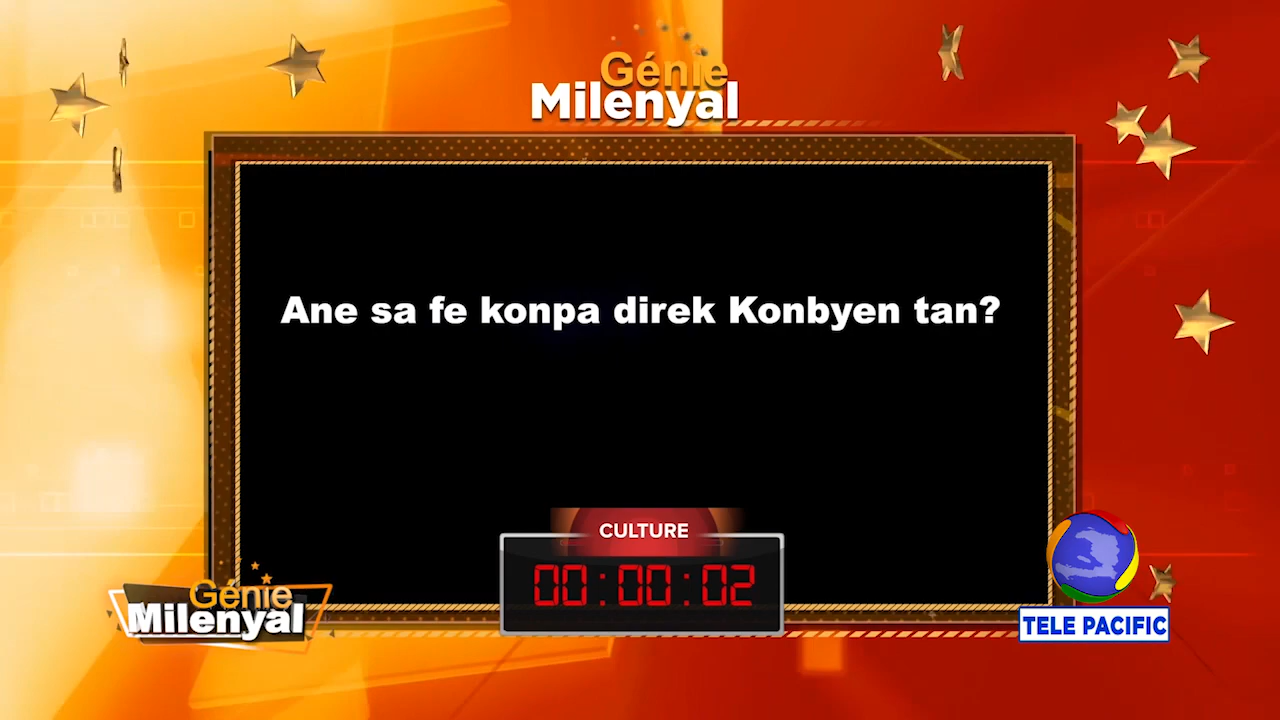 Génie
Milenyal
Ane sa fe konpa direk Konbyen tan?
CULTURE
00:00:02
Génie
Milenyal
TELE PACIFIC